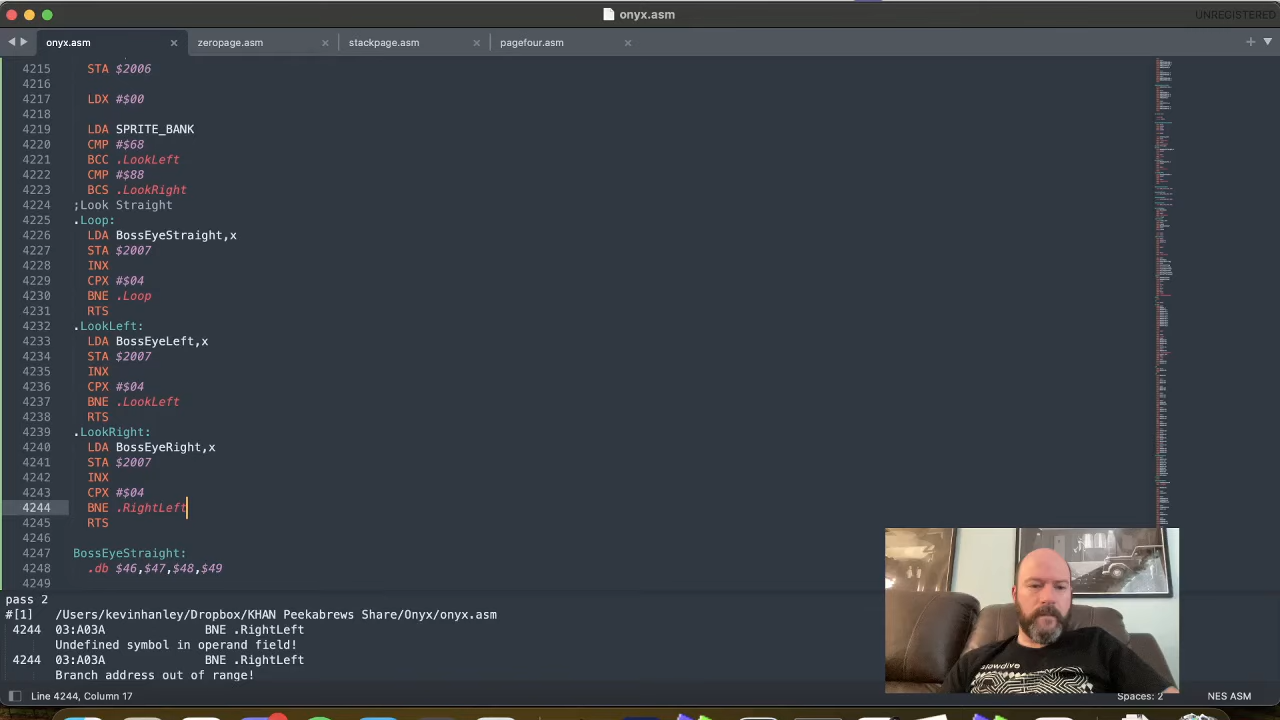 onyx.asm
UNREGISTERED
onyx.asm
zeropage.asm
stackpage.asm
pagefour.asm
4215 STA $2006
4216
4217 LDX #$00
4218
4219 LDA SPRITE_BANK
4220 CMP #$68
4221 BCC .LookLeft
4222 CMP #$88
4223 BCS .LookRight
4224 ;Look Straight
4225 .Loop:
4226 LDA BossEyeStraight,x
4227 STA $2007
4228 INX
4229 CPX #$04
4230 BNE .Loop
4231 RTS
4232 .LookLeft:
4233 LDA BossEyeLeft,x
4234 STA $2007
4235 INX
4236 CPX #$04
4237 BNE .LookLeft
4238 RTS
4239 .LookRight:
4240 LDA BossEyeRight,x
4241 STA $2007
4242 INX
4243 CPX #$04
4244 BNE .RightLeft
4245 RTS
4246
4247 BossEyeStraight:
4248 .db $46,$47,$48,$49
4249
pass 2
#[1] /Users/kevinhanley/Dropbox/KHAN Peekabrews Share/Onyx/onyx.asm
4244 03:A03A BNE .RightLeft
Undefined symbol in operand field!
4244 03:A03A BNE .RightLeft
Branch address out of range!
slowdive
Line 4244, Column 17
Spaces: 2
NES ASM